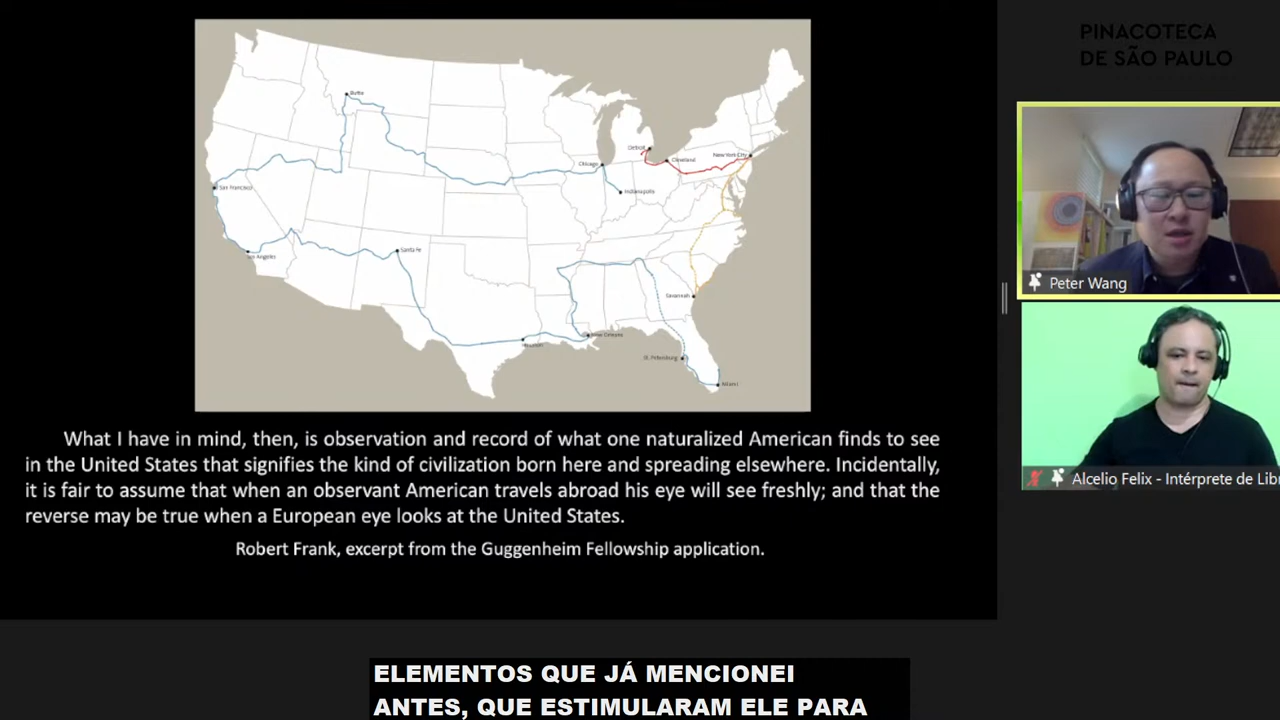 PINACOTECA
DE SÃO PAULO
Butte
Detroit
Chicago
Cleveland
New York City
Indianapolis
San Francisco
Santa Fe
Los Angeles
Savannah
Houston
New Orleans
St. Petersburg
Miami
Peter Wang
Alcelio Felix - Intérprete de Libr
What I have in mind, then, is observation and record of what one naturalized American finds to see
in the United States that signifies the kind of civilization born here and spreading elsewhere. Incidentally,
it is fair to assume that when an observant American travels abroad his eye will see freshly; and that the
reverse may be true when a European eye looks at the United States.
Robert Frank, excerpt from the Guggenheim Fellowship application.
ELEMENTOS QUE JÁ MENCIONEI
ANTES, QUE ESTIMULARAM ELE PARA